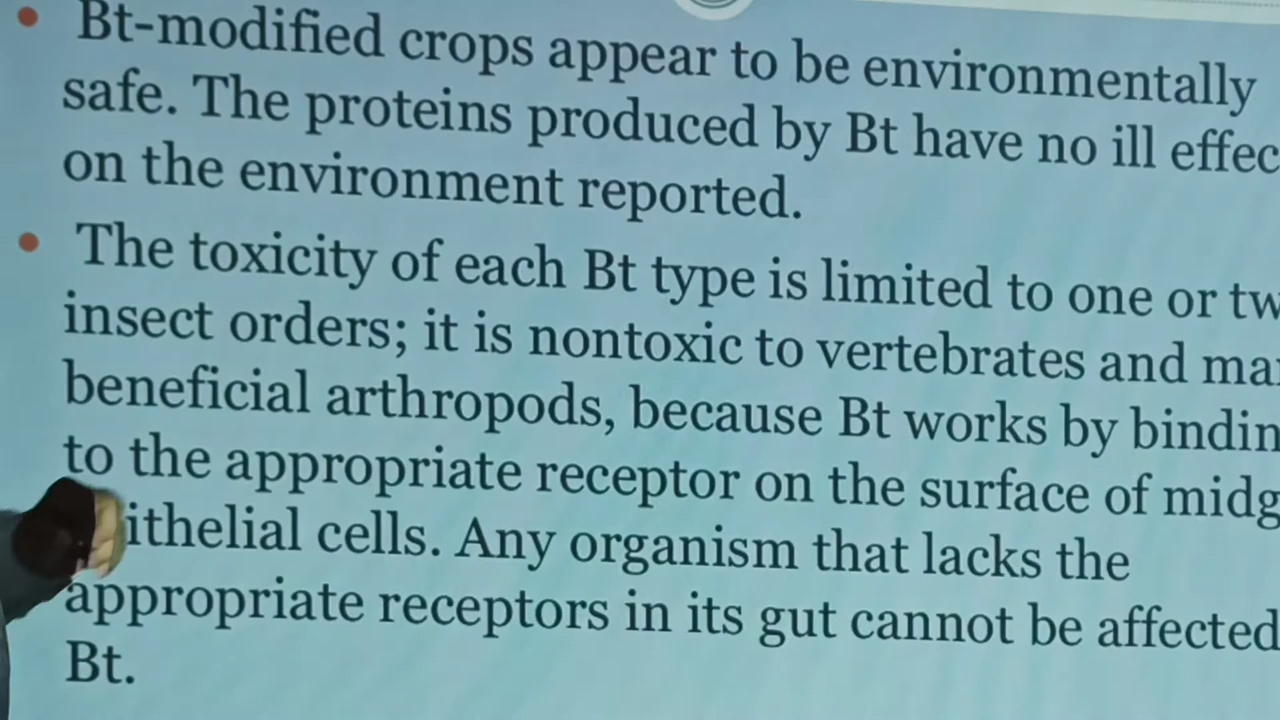 Bt-modified crops appear to be environmentally
safe. The proteins produced by Bt have no ill effec
on the environment reported.
The toxicity of each Bt type is limited to one or tw
insect orders; it is nontoxic to vertebrates and ma
beneficial arthropods, because Bt works by bindin
to the appropriate receptor on the surface of midg
ithelial cells. Any organism that lacks the
appropriate receptors in its gut cannot be affected
Bt.